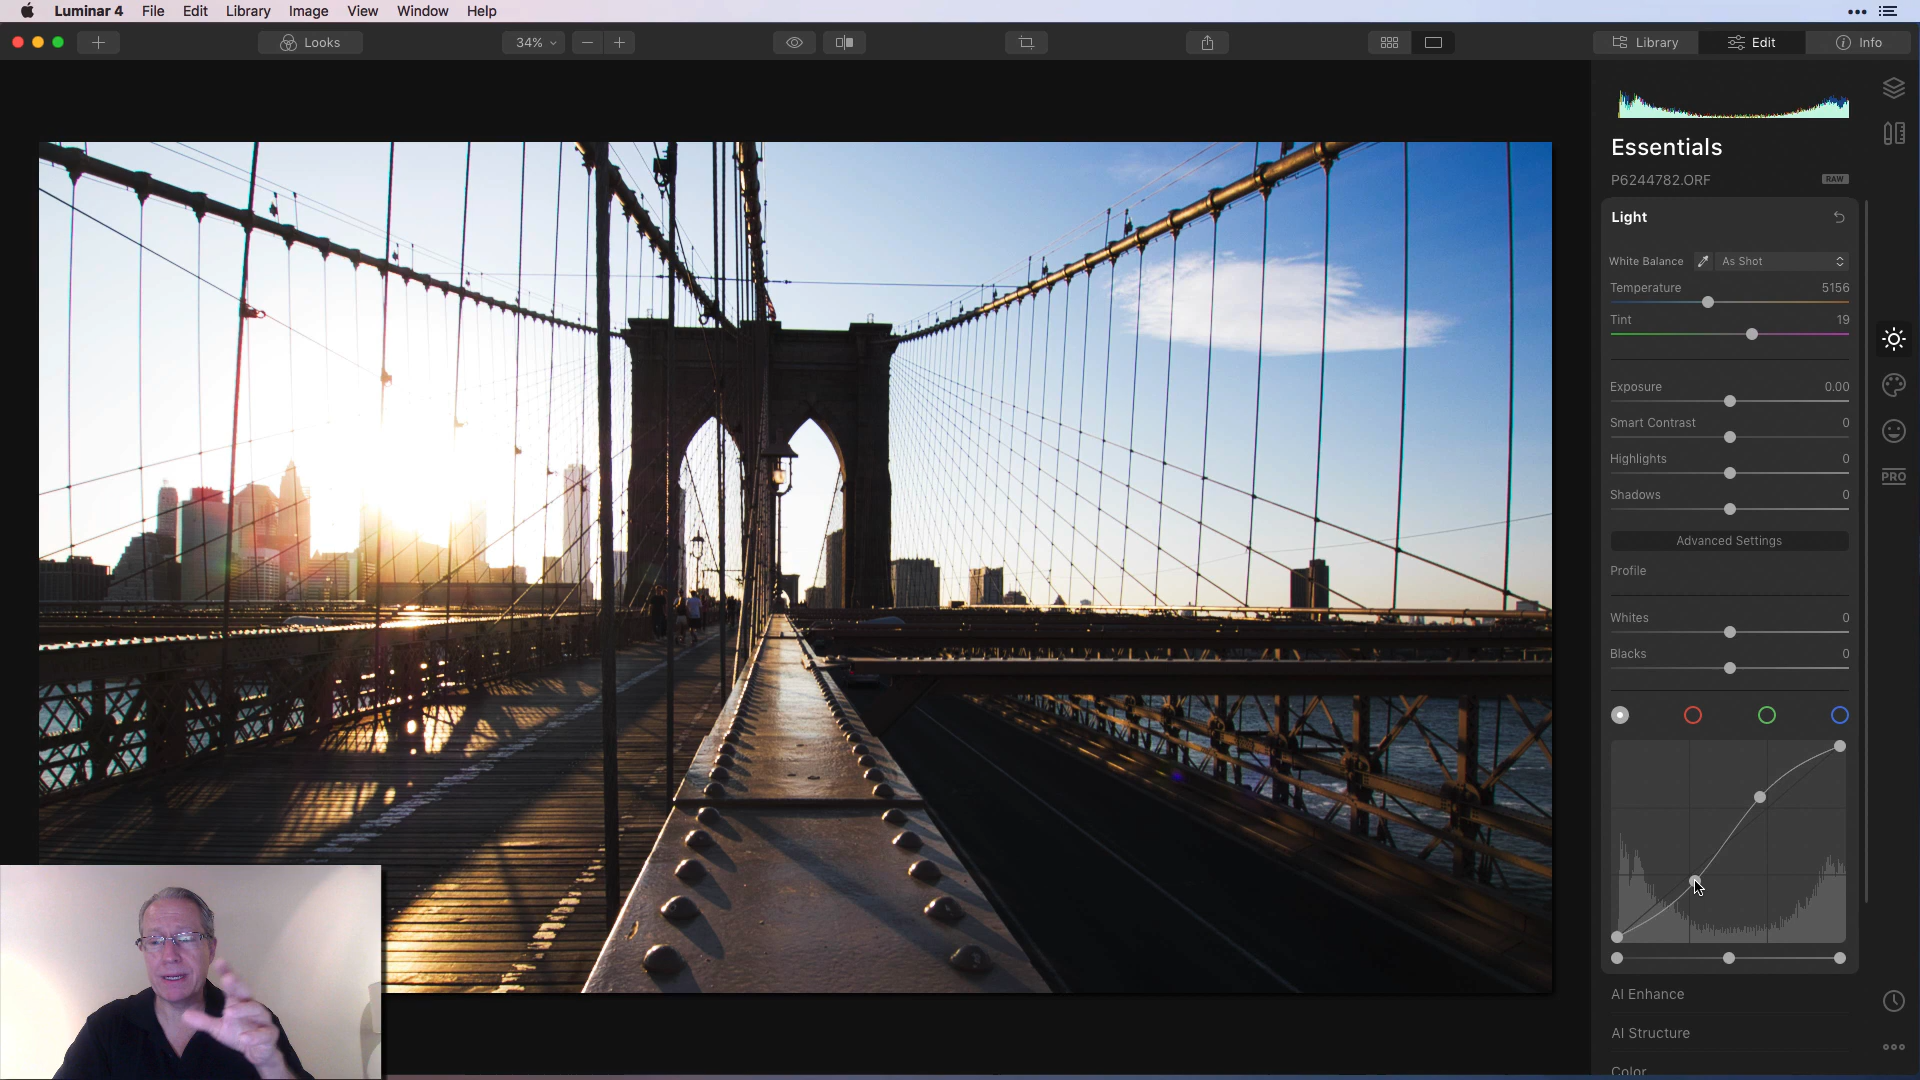 Luminar 4 File Edit Library Image View Window Help
Looks 34% Library Edit Info
Essentials
P6244782.ORF RAW
Light
White Balance As Shot
Temperature 5156
Tint 19
Exposure 0.00
Smart Contrast 0
Highlights 0
Shadows 0
Advanced Settings
Profile
Whites 0
Blacks 0
PRO
AI Enhance
AI Structure
Color